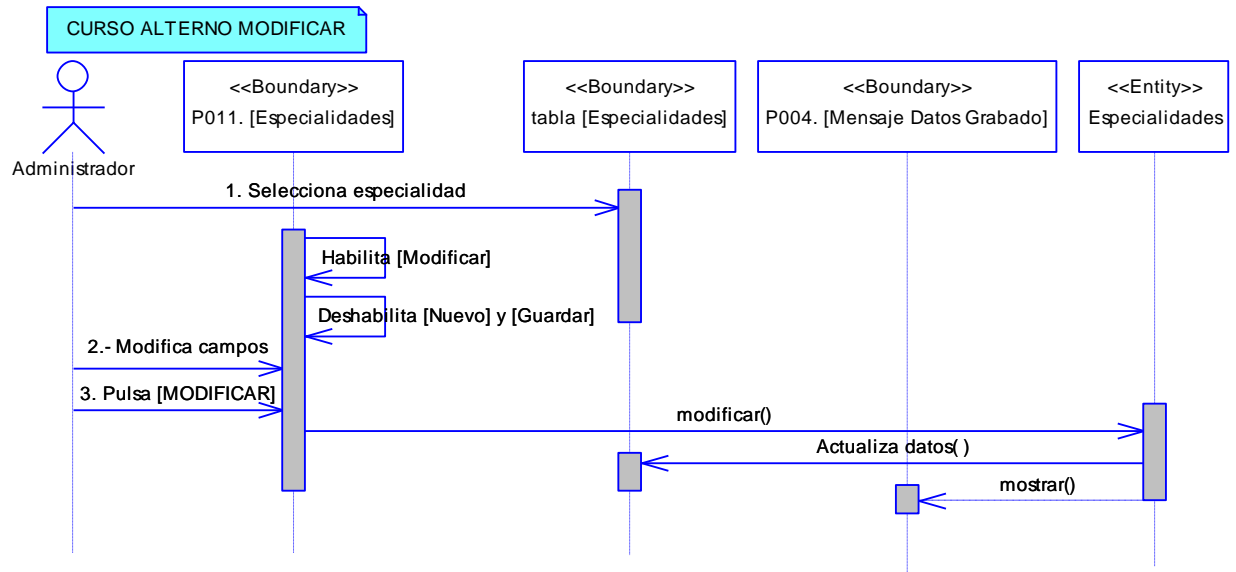 CURSO ALTERNO MODIFICAR
<<Boundary>>
P011. [Especialidades]
<<Boundary>>
tabla [Especialidades]
<<Boundary>>
P004. [Mensaje Datos Grabado]
<<Entity>>
Especialidades
Administrador
1. Selecciona especialidad
Habilita [Modificar]
Deshabilita [Nuevo] y [Guardar]
2.- Modifica campos
3. Pulsa [MODIFICAR]
modificar()
Actualiza datos( )
mostrar()